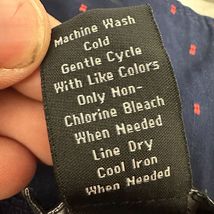 Machine Wash
Cold
Gentle Cycle
With Like Colors
Only Non-
Chlorine Bleach
When Needed
Line Dry
Cool Iron
When Needed